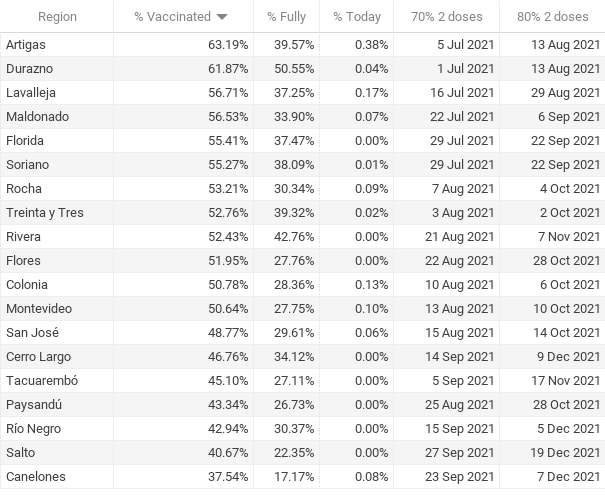 Region % Vaccinated % Fully % Today 70% 2 doses 80% 2 doses
Artigas 63.19% 39.57% 0.38% 5 Jul 2021 13 Aug 2021
Durazno 61.87% 50.55% 0.04% 1 Jul 2021 13 Aug 2021
Lavalleja 56.71% 37.25% 0.17% 16 Jul 2021 29 Aug 2021
Maldonado 56.53% 33.90% 0.07% 22 Jul 2021 6 Sep 2021
Florida 55.41% 37.47% 0.00% 29 Jul 2021 22 Sep 2021
Soriano 55.27% 38.09% 0.01% 29 Jul 2021 22 Sep 2021
Rocha 53.21% 30.34% 0.09% 7 Aug 2021 4 Oct 2021
Treinta y Tres 52.76% 39.32% 0.02% 3 Aug 2021 2 Oct 2021
Rivera 52.43% 42.76% 0.00% 21 Aug 2021 7 Nov 2021
Flores 51.95% 27.76% 0.00% 22 Aug 2021 28 Oct 2021
Colonia 50.78% 28.36% 0.13% 10 Aug 2021 6 Oct 2021
Montevideo 50.64% 27.75% 0.10% 13 Aug 2021 10 Oct 2021
San José 48.77% 29.61% 0.06% 15 Aug 2021 14 Oct 2021
Cerro Largo 46.76% 34.12% 0.00% 14 Sep 2021 9 Dec 2021
Tacuarembó 45.10% 27.11% 0.00% 5 Sep 2021 17 Nov 2021
Paysandú 43.34% 26.73% 0.00% 25 Aug 2021 28 Oct 2021
Río Negro 42.94% 30.37% 0.00% 15 Sep 2021 5 Dec 2021
Salto 40.67% 22.35% 0.00% 27 Sep 2021 19 Dec 2021
Canelones 37.54% 17.17% 0.08% 23 Sep 2021 7 Dec 2021